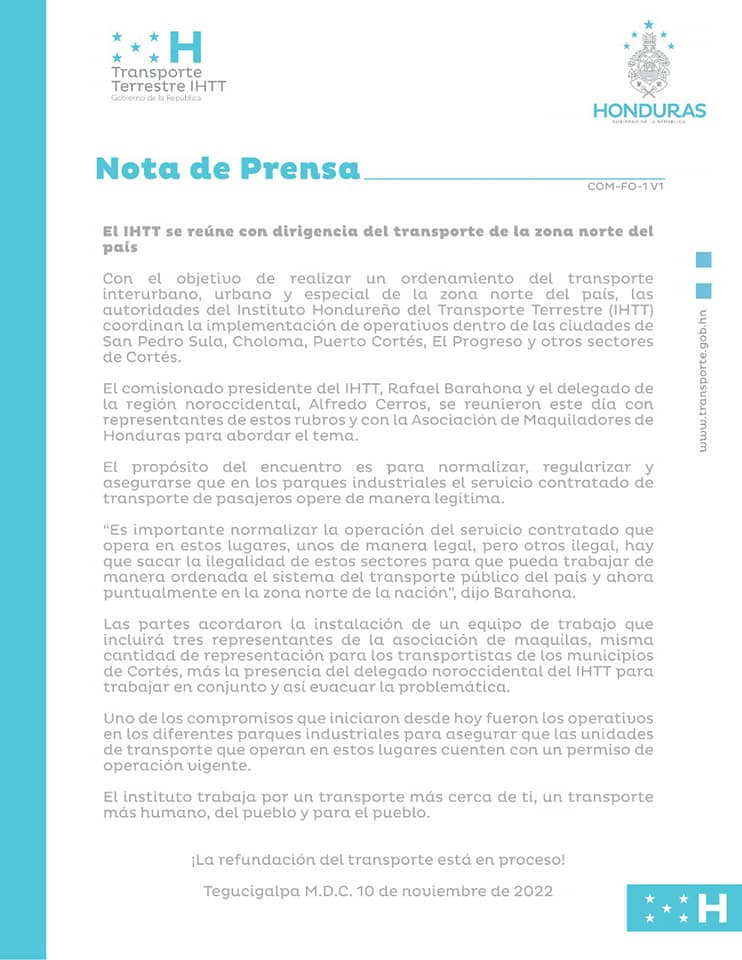 H
Transporte
Terrestre IHTT
Gobierno de la República
HONDURAS
GOBIERNO DE LA REPÚBLICA
Nota de Prensa
COM-FO-1 V1
El IHTT se reúne con dirigencia del transporte de la zona norte del
país
Con el objetivo de realizar un ordenamiento del transporte
interurbano, urbano y especial de la zona norte del país, las
autoridades del Instituto Hondureño del Transporte Terrestre (IHTT)
coordinan la implementación de operativos dentro de las ciudades de
San Pedro Sula, Choloma, Puerto Cortés, El Progreso y otros sectores
de Cortés.
El comisionado presidente del IHTT, Rafael Barahona y el delegado de
la región noroccidental, Alfredo Cerros, se reunieron este día con
representantes de estos rubros y con la Asociación de Maquiladores de
Honduras para abordar el tema.
El propósito del encuentro es para normalizar, regularizar y
asegurarse que en los parques industriales el servicio contratado de
transporte de pasajeros opere de manera legítima.
“Es importante normalizar la operación del servicio contratado que
opera en estos lugares, unos de manera legal, pero otros ilegal, hay
que sacar la ilegalidad de estos sectores para que pueda trabajar de
manera ordenada el sistema del transporte público del país y ahora
puntualmente en la zona norte de la nación”, dijo Barahona.
Las partes acordaron la instalación de un equipo de trabajo que
incluirá tres representantes de la asociación de maquilas, misma
cantidad de representación para los transportistas de los municipios
de Cortés, más la presencia del delegado noroccidental del IHTT para
trabajar en conjunto y así evacuar la problemática.
Uno de los compromisos que iniciaron desde hoy fueron los operativos
en los diferentes parques industriales para asegurar que las unidades
de transporte que operan en estos lugares cuenten con un permiso de
operación vigente.
El instituto trabaja por un transporte más cerca de ti, un transporte
más humano, del pueblo y para el pueblo.
¡La refundación del transporte está en proceso!
Tegucigalpa M.D.C. 10 de noviembre de 2022
www.transporte.gob.hn
H